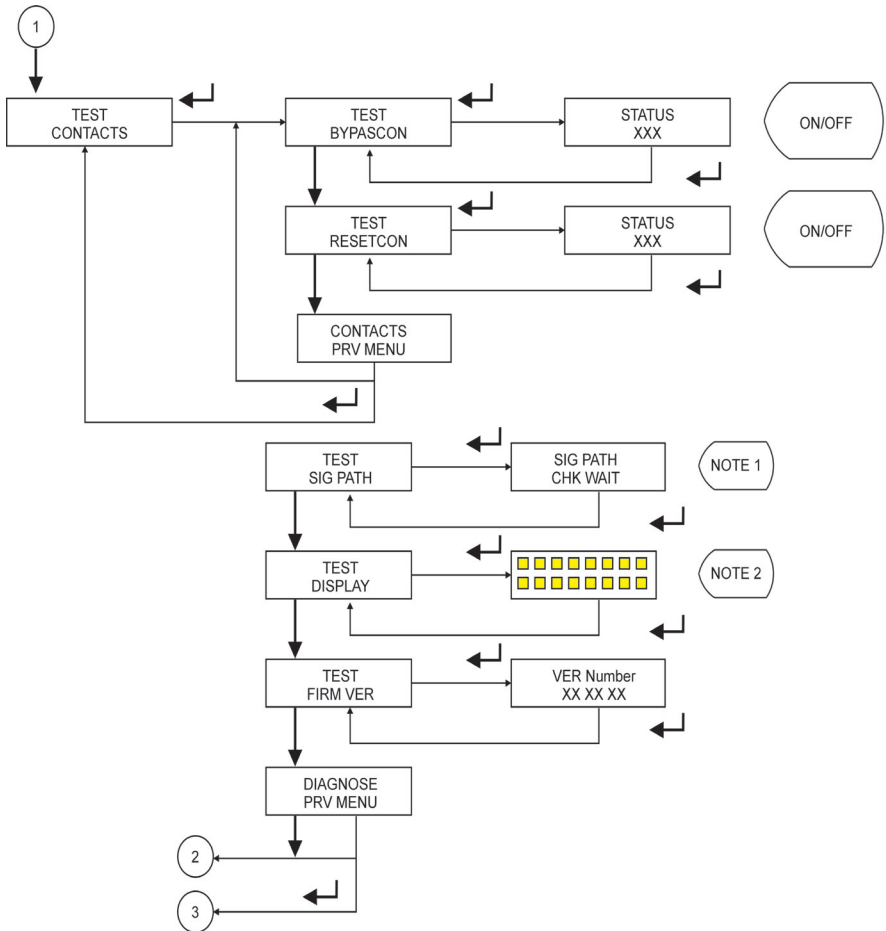 1
TEST
CONTACTS
TEST
BYPASCON
STATUS
XXX
ON/OFF
TEST
RESETCON
STATUS
XXX
ON/OFF
CONTACTS
PRV MENU
TEST
SIG PATH
SIG PATH
CHK WAIT
NOTE 1
TEST
DISPLAY
NOTE 2
TEST
FIRM VER
VER Number
XX XX XX
DIAGNOSE
PRV MENU
2
3